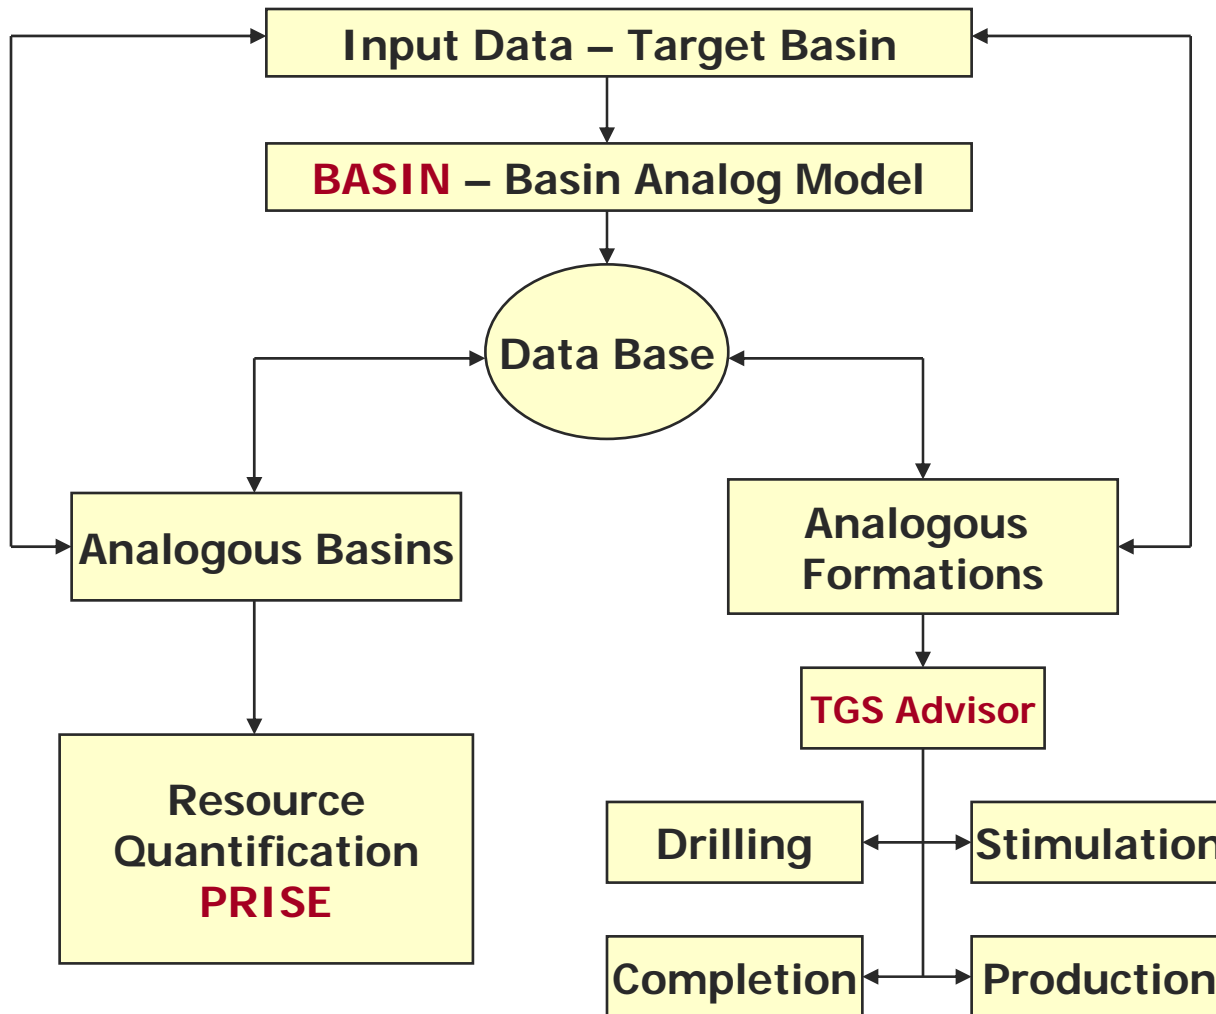 Input Data – Target Basin
BASIN – Basin Analog Model
Data Base
Analogous Basins
Analogous
Formations
TGS Advisor
Resource
Quantification
PRISE
Drilling
Stimulation
Completion
Production